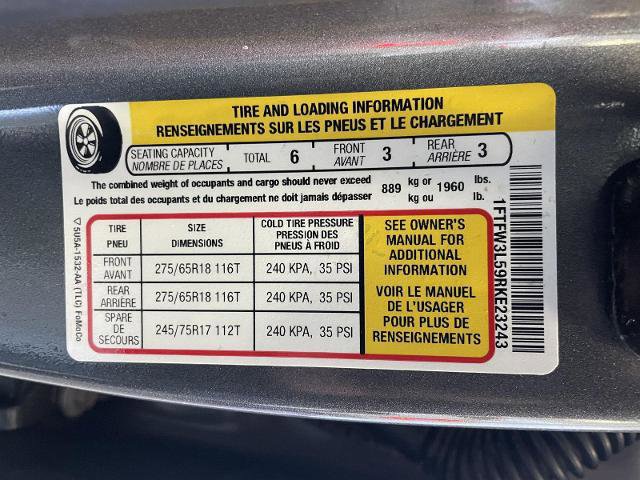 TIRE AND LOADING INFORMATION
RENSEIGNEMENTS SUR LES PNEUS ET LE CHARGEMENT
SEATING CAPACITY TOTAL 6 FRONT 3 REAR 3
NOMBRE DE PLACES AVANT ARRIÈRE
The combined weight of occupants and cargo should never exceed 889 kg or 1960 lbs.
Le poids total des occupants et du chargement ne doit jamais dépasser kg ou lb.
TIRE SIZE COLD TIRE PRESSURE
PNEU DIMENSIONS PRESSION DES
PNEUS À FROID
FRONT
AVANT 275/65R18 116T 240 KPA, 35 PSI
REAR
ARRIÈRE 275/65R18 116T 240 KPA, 35 PSI
SPARE
DE
SECOURS 245/75R17 112T 240 KPA, 35 PSI
SEE OWNER'S
MANUAL FOR
ADDITIONAL
INFORMATION
VOIR LE MANUEL
DE L'USAGER
POUR PLUS DE
RENSEIGNEMENTS
5U5A-1532-AA (TLC) FoMoCo
1FTFW3L59RKE23243